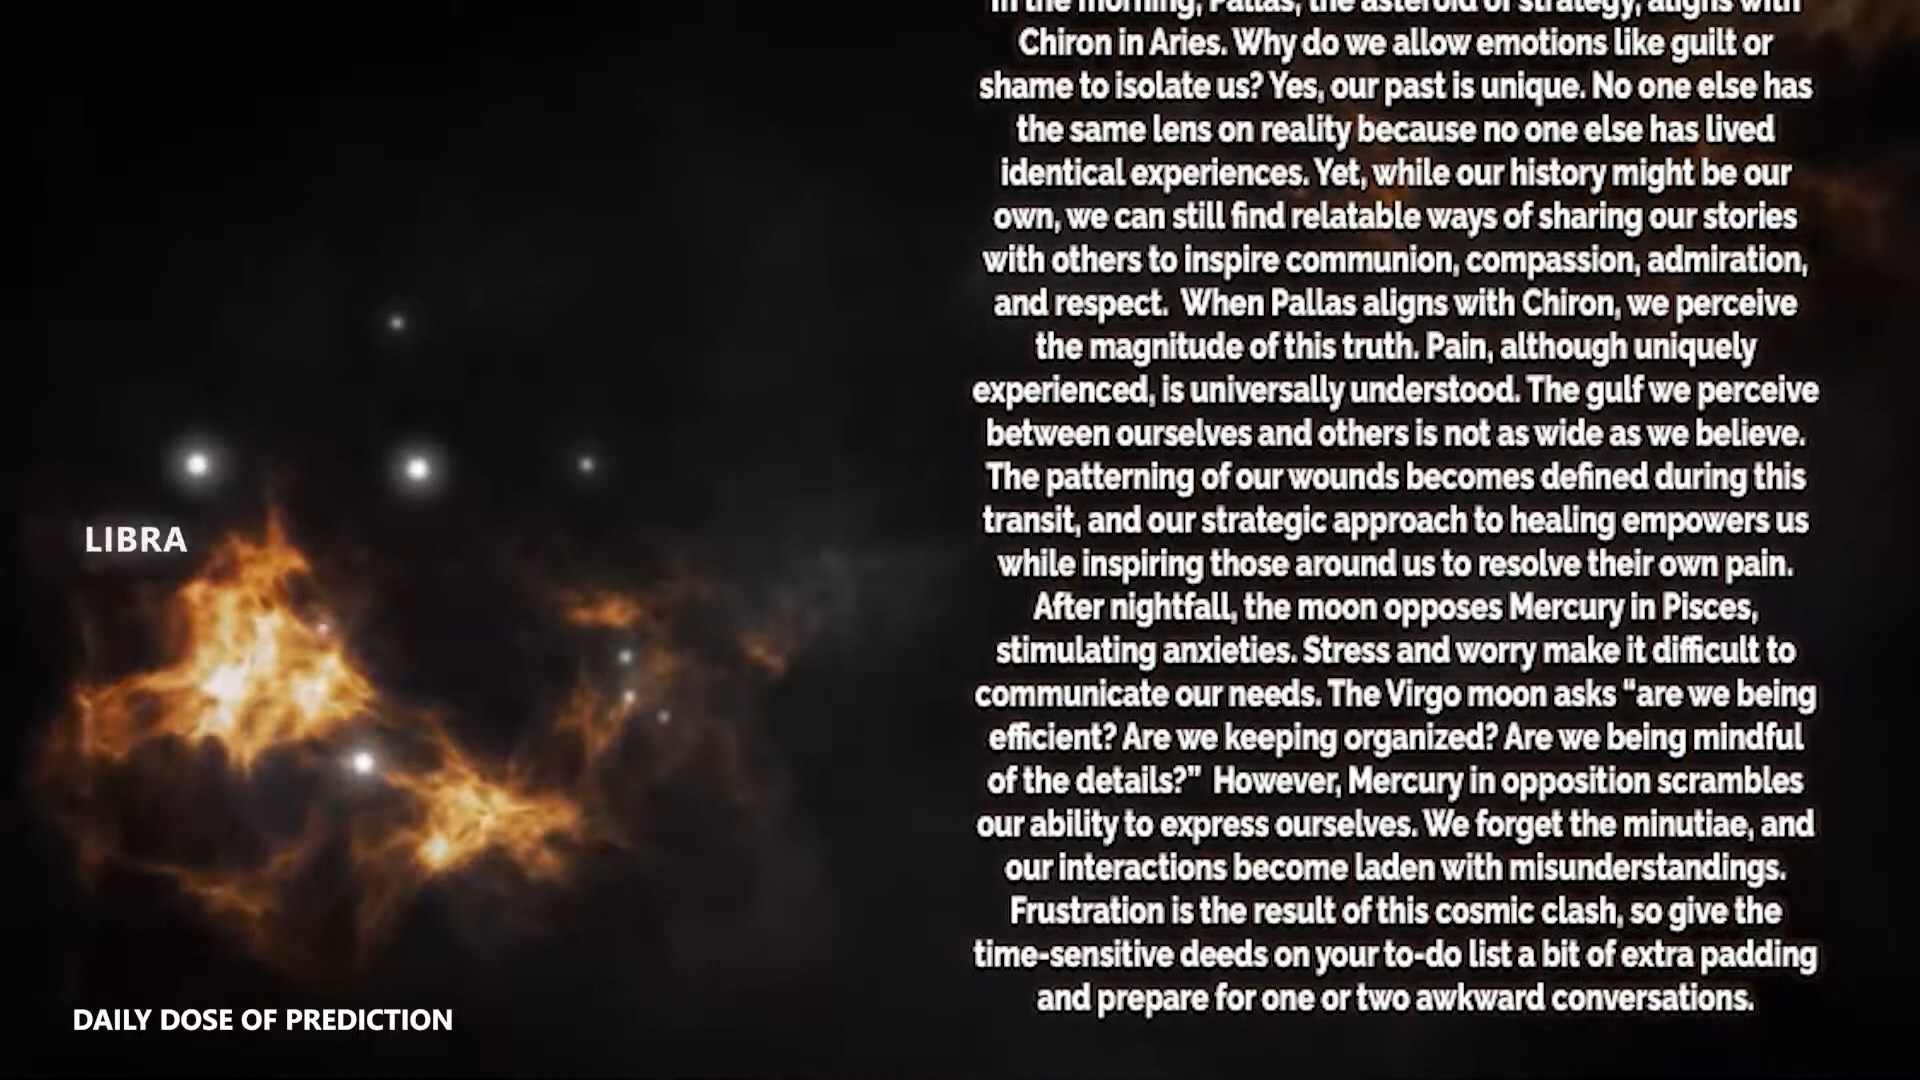 In the morning, Pallas, the asteroid of strategy, aligns with
Chiron in Aries. Why do we allow emotions like guilt or
shame to isolate us? Yes, our past is unique. No one else has
the same lens on reality because no one else has lived
identical experiences. Yet, while our history might be our
own, we can still find relatable ways of sharing our stories
with others to inspire communion, compassion, admiration,
and respect.  When Pallas aligns with Chiron, we perceive
the magnitude of this truth. Pain, although uniquely
experienced, is universally understood. The gulf we perceive
between ourselves and others is not as wide as we believe.
The patterning of our wounds becomes defined during this
transit, and our strategic approach to healing empowers us
while inspiring those around us to resolve their own pain.
After nightfall, the moon opposes Mercury in Pisces,
stimulating anxieties. Stress and worry make it difficult to
communicate our needs. The Virgo moon asks "are we being
efficient? Are we keeping organized? Are we being mindful
of the details?"  However, Mercury in opposition scrambles
our ability to express ourselves. We forget the minutiae, and
our interactions become laden with misunderstandings.
Frustration is the result of this cosmic clash, so give the
time-sensitive deeds on your to-do list a bit of extra padding
and prepare for one or two awkward conversations.
LIBRA
DAILY DOSE OF PREDICTION